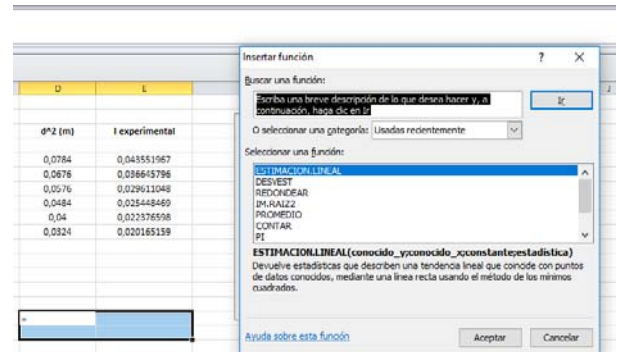 Insertar función
? X
Buscar una función:
Escriba una breve descripción de lo que desea hacer y, a
continuación, haga clic en Ir
Ir
O seleccionar una categoría: Usadas recientemente
Seleccionar una función:
ESTIMACION.LINEAL
DESVEST
REDONDEAR
IM.RAIZ2
PROMEDIO
CONTAR
PI
ESTIMACION.LINEAL(conocido_y;conocido_x;constante;estadística)
Devuelve estadísticas que describen una tendencia lineal que coincide con puntos
de datos conocidos, mediante una línea recta usando el método de los mínimos
cuadrados.
Ayuda sobre esta función
Aceptar Cancelar
D E J
d^2 (m) I experimental
0,0784 0,043551967
0,0676 0,036645796
0,0576 0,029611048
0,0484 0,025448469
0,04 0,022376598
0,0324 0,020165159
=